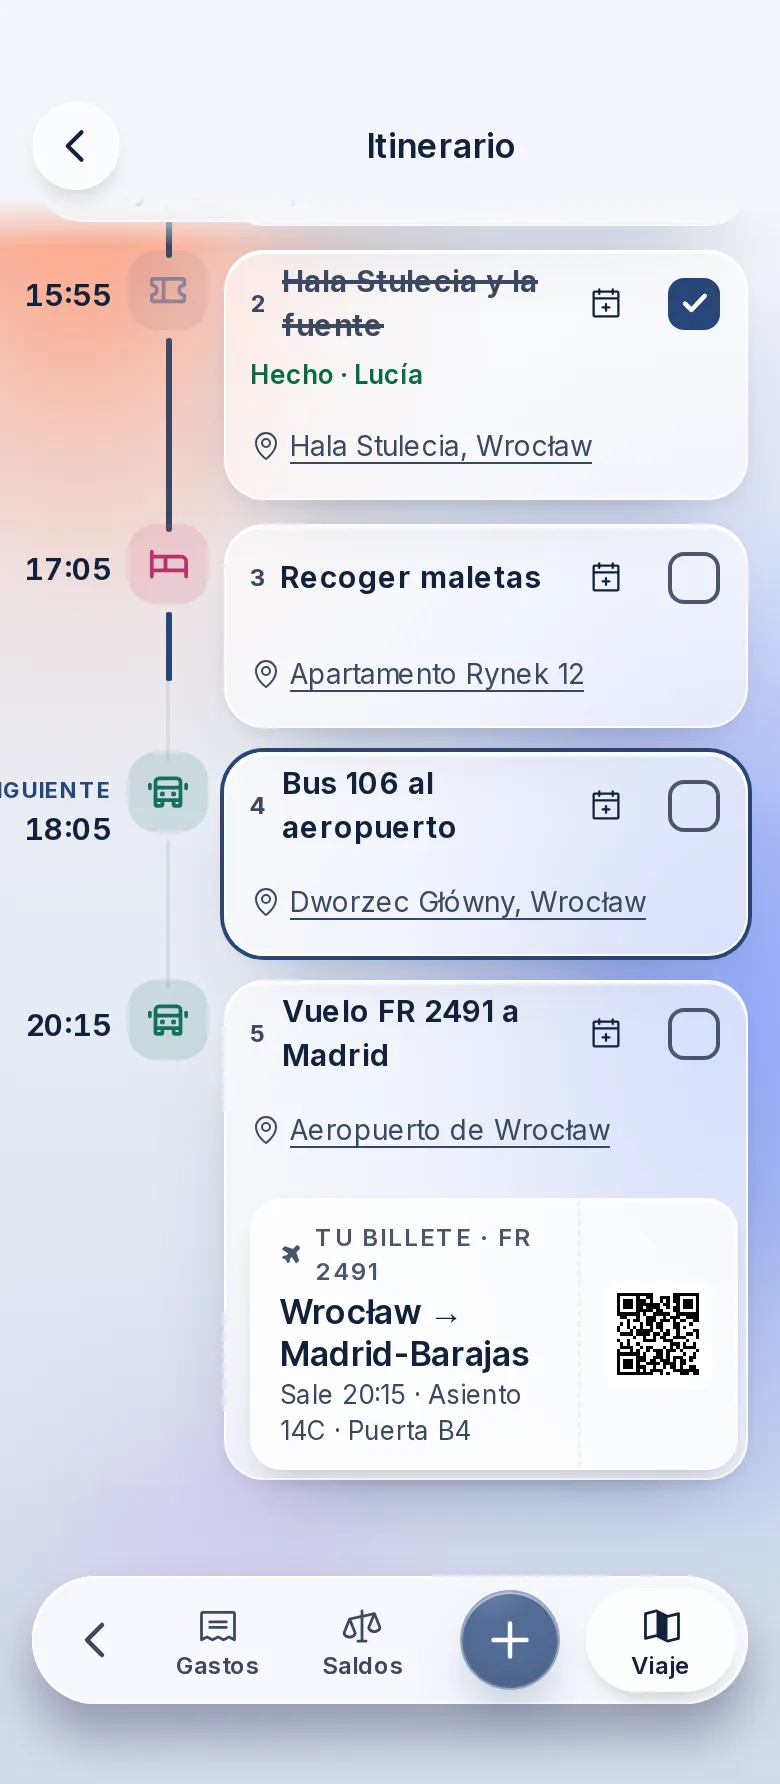 Itinerario
15:55
2
Hala Stulecia y la
fuente
Hecho · Lucía
Hala Stulecia, Wrocław
17:05
3 Recoger maletas
Apartamento Rynek 12
IGUIENTE
18:05
4
Bus 106 al
aeropuerto
Dworzec Główny, Wrocław
20:15
5
Vuelo FR 2491 a
Madrid
Aeropuerto de Wrocław
TU BILLETE · FR
2491
Wrocław →
Madrid-Barajas
Sale 20:15 · Asiento
14C · Puerta B4
Gastos
Saldos
Viaje